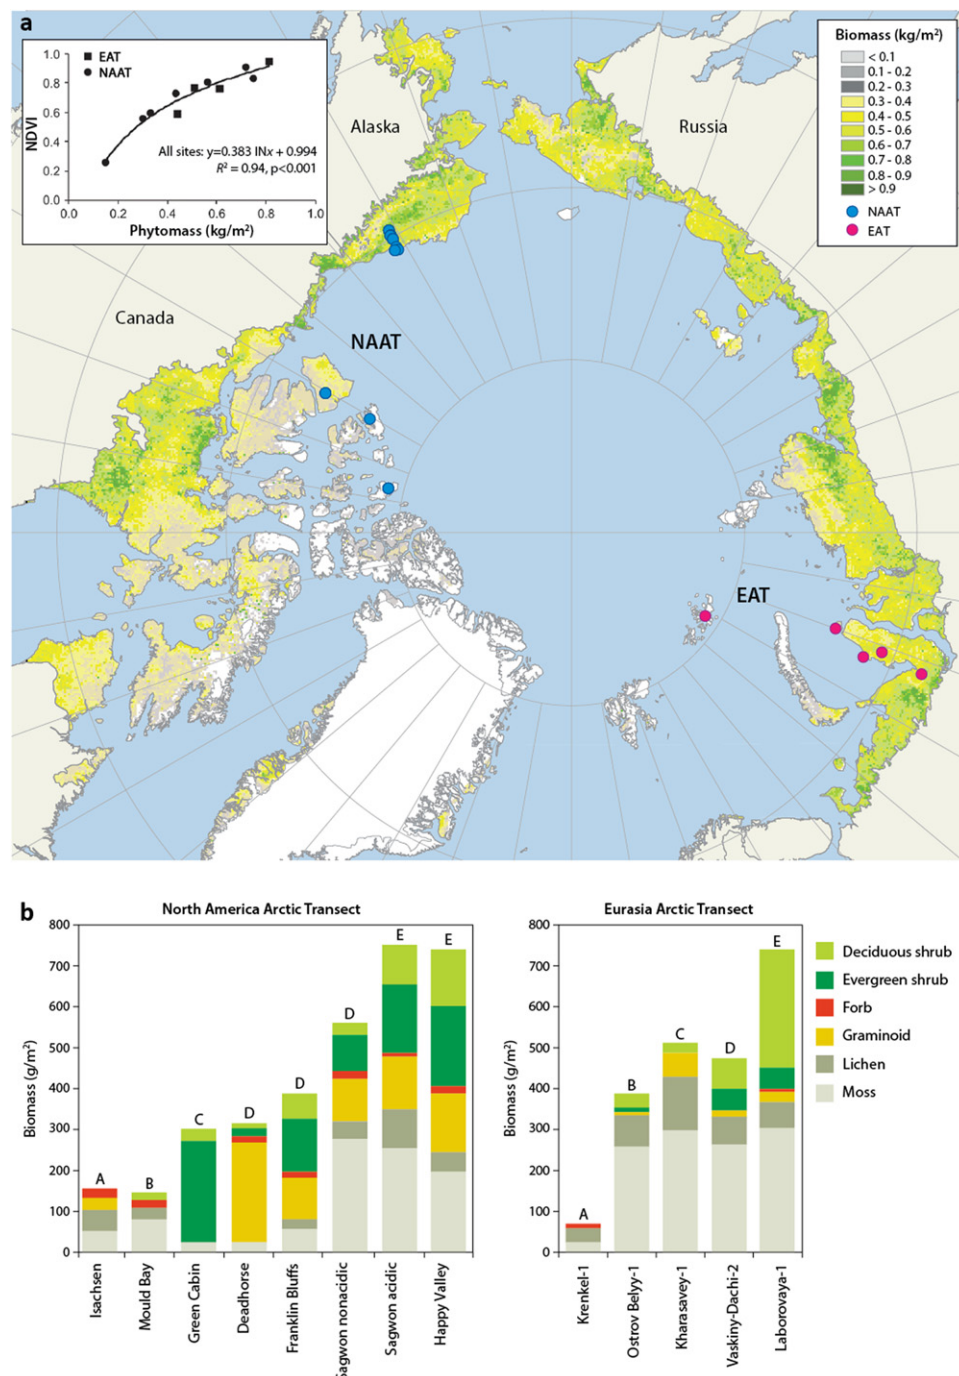 a
EAT
NAAT
1.0
0.8
0.6
0.4
0.2
0.0
NDVI
All sites: y=0.383 INx + 0.994
R² = 0.94, p<0.001
0.0 0.2 0.4 0.6 0.8 1.0
Phytomass (kg/m²)
Alaska
Russia
Canada
NAAT
EAT
Biomass (kg/m²)
< 0.1
0.1 - 0.2
0.2 - 0.3
0.3 - 0.4
0.4 - 0.5
0.5 - 0.6
0.6 - 0.7
0.7 - 0.8
0.8 - 0.9
> 0.9
NAAT
EAT
b
North America Arctic Transect
Biomass (g/m²)
800
700
600
500
400
300
200
100
0
A B C D D D E E
Isachsen
Mould Bay
Green Cabin
Deadhorse
Franklin Bluffs
Sagwon nonacidic
Sagwon acidic
Happy Valley
Eurasia Arctic Transect
Biomass (g/m²)
800
700
600
500
400
300
200
100
0
A B C D E
Krenkel-1
Ostrov Belyy-1
Kharasavey-1
Vaskiny-Dachi-2
Laborovaya-1
Deciduous shrub
Evergreen shrub
Forb
Graminoid
Lichen
Moss